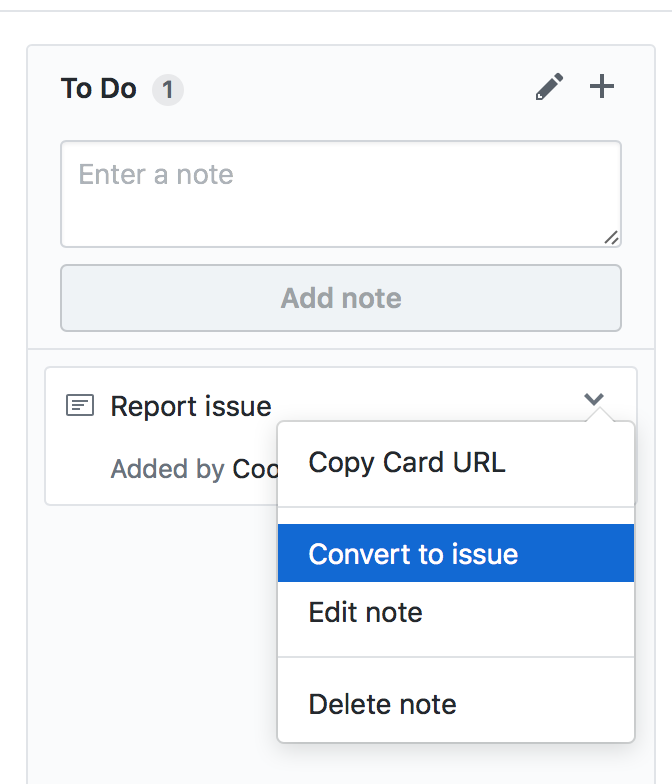 To Do 1
Enter a note
Add note
Report issue
Added by
Copy Card URL
Convert to issue
Edit note
Delete note